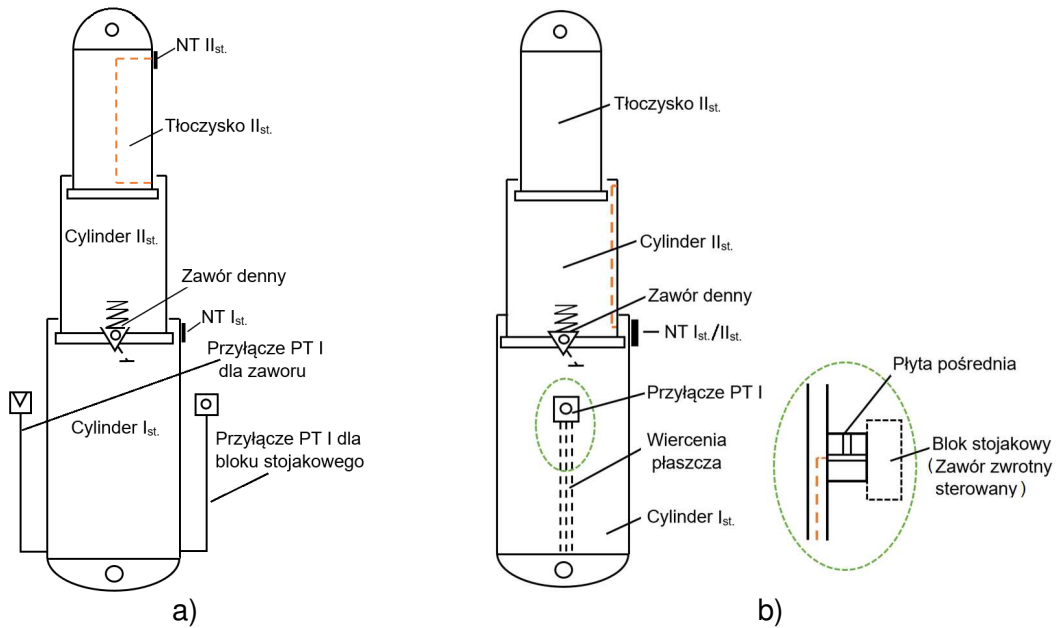 NT IIst.
Tłoczysko IIst.
Cylinder IIst.
Zawór denny
NT Ist.
Przyłącze PT I
dla zaworu
Cylinder Ist.
Przyłącze PT I dla
bloku stojakowego
a)
Tłoczysko IIst.
Cylinder IIst.
Zawór denny
NT Ist./IIst.
Przyłącze PT I
Wiercenia
płaszcza
Cylinder Ist.
Płyta pośrednia
Blok stojakowy
(Zawór zwrotny
sterowany)
b)